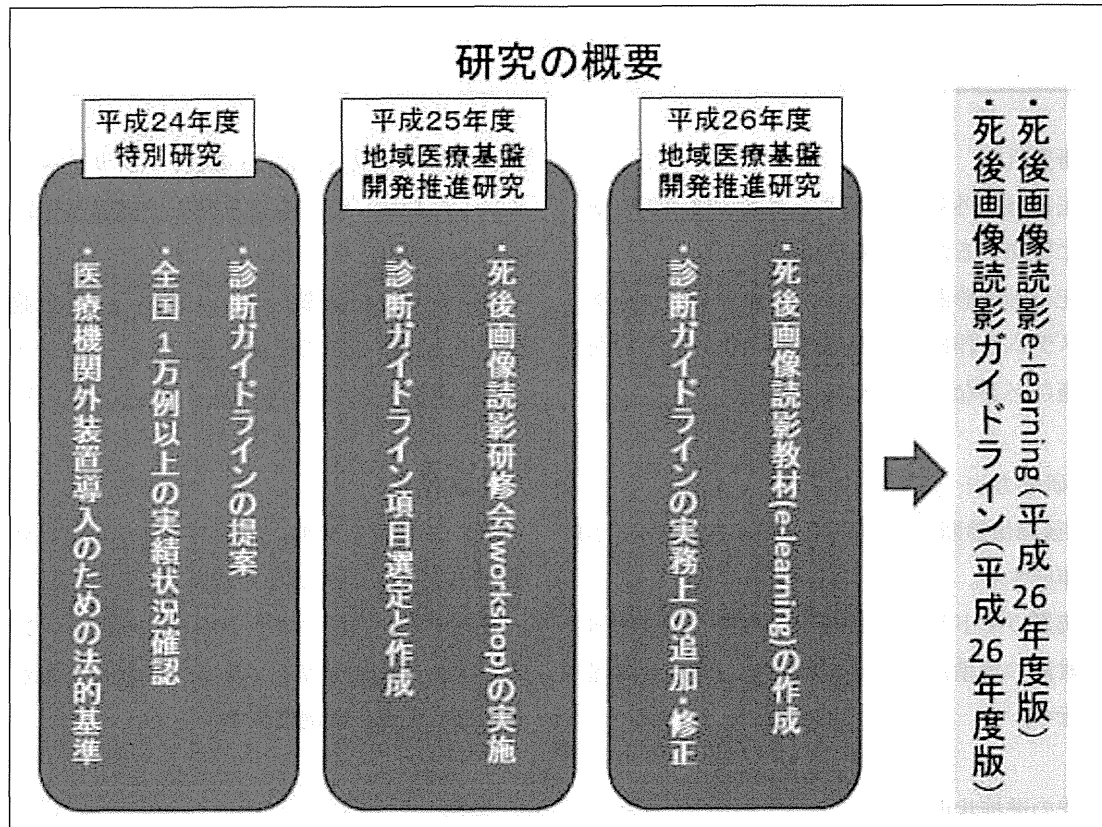 研究の概要
平成24年度
特別研究
・診断ガイドラインの提案
・全国1万例以上の実績状況確認
・医療機関外装置導入のための法的基準
平成25年度
地域医療基盤
開発推進研究
・死後画像読影研修会(workshop)の実施
・診断ガイドライン項目選定と作成
平成26年度
地域医療基盤
開発推進研究
・死後画像読影教材(e-learning)の作成
・診断ガイドラインの実務上の追加・修正
・死後画像読影e-learning(平成26年度版)
・死後画像読影ガイドライン(平成26年度版)